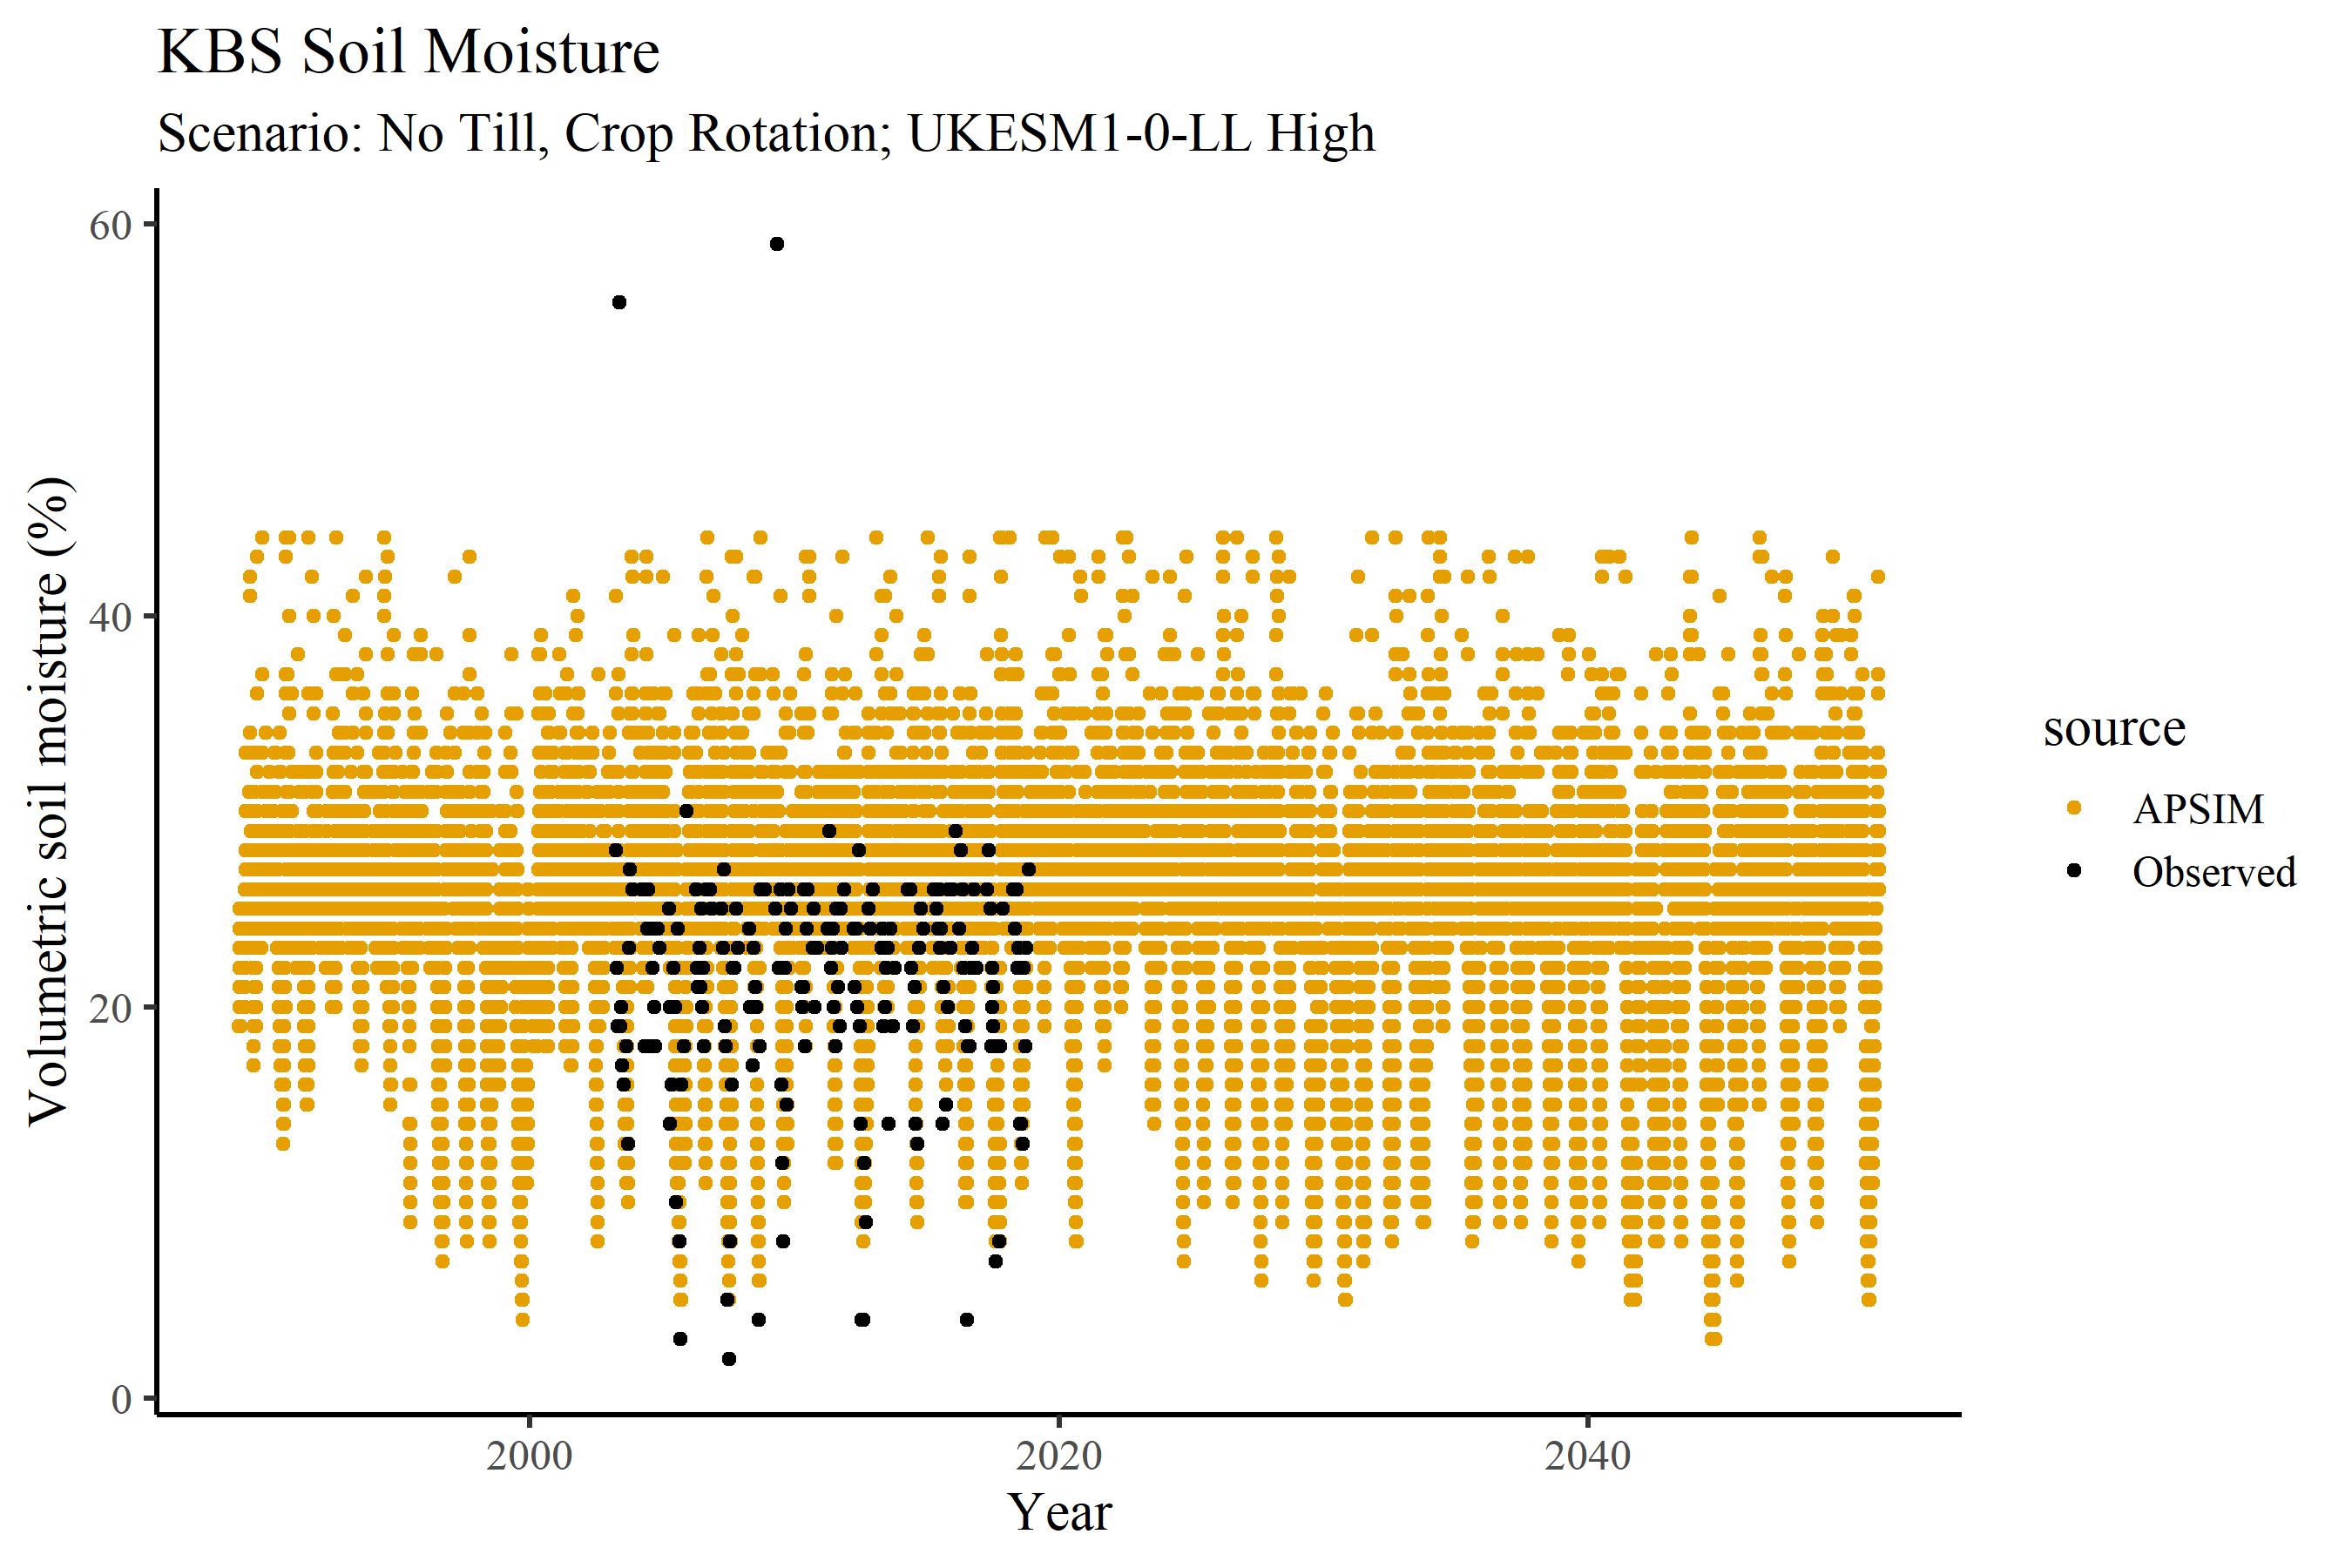 KBS Soil Moisture
Scenario: No Till, Crop Rotation; UKESM1-0-LL High
Volumetric soil moisture (%)
60
40
20
0
2000
2020
2040
Year
source
APSIM
Observed